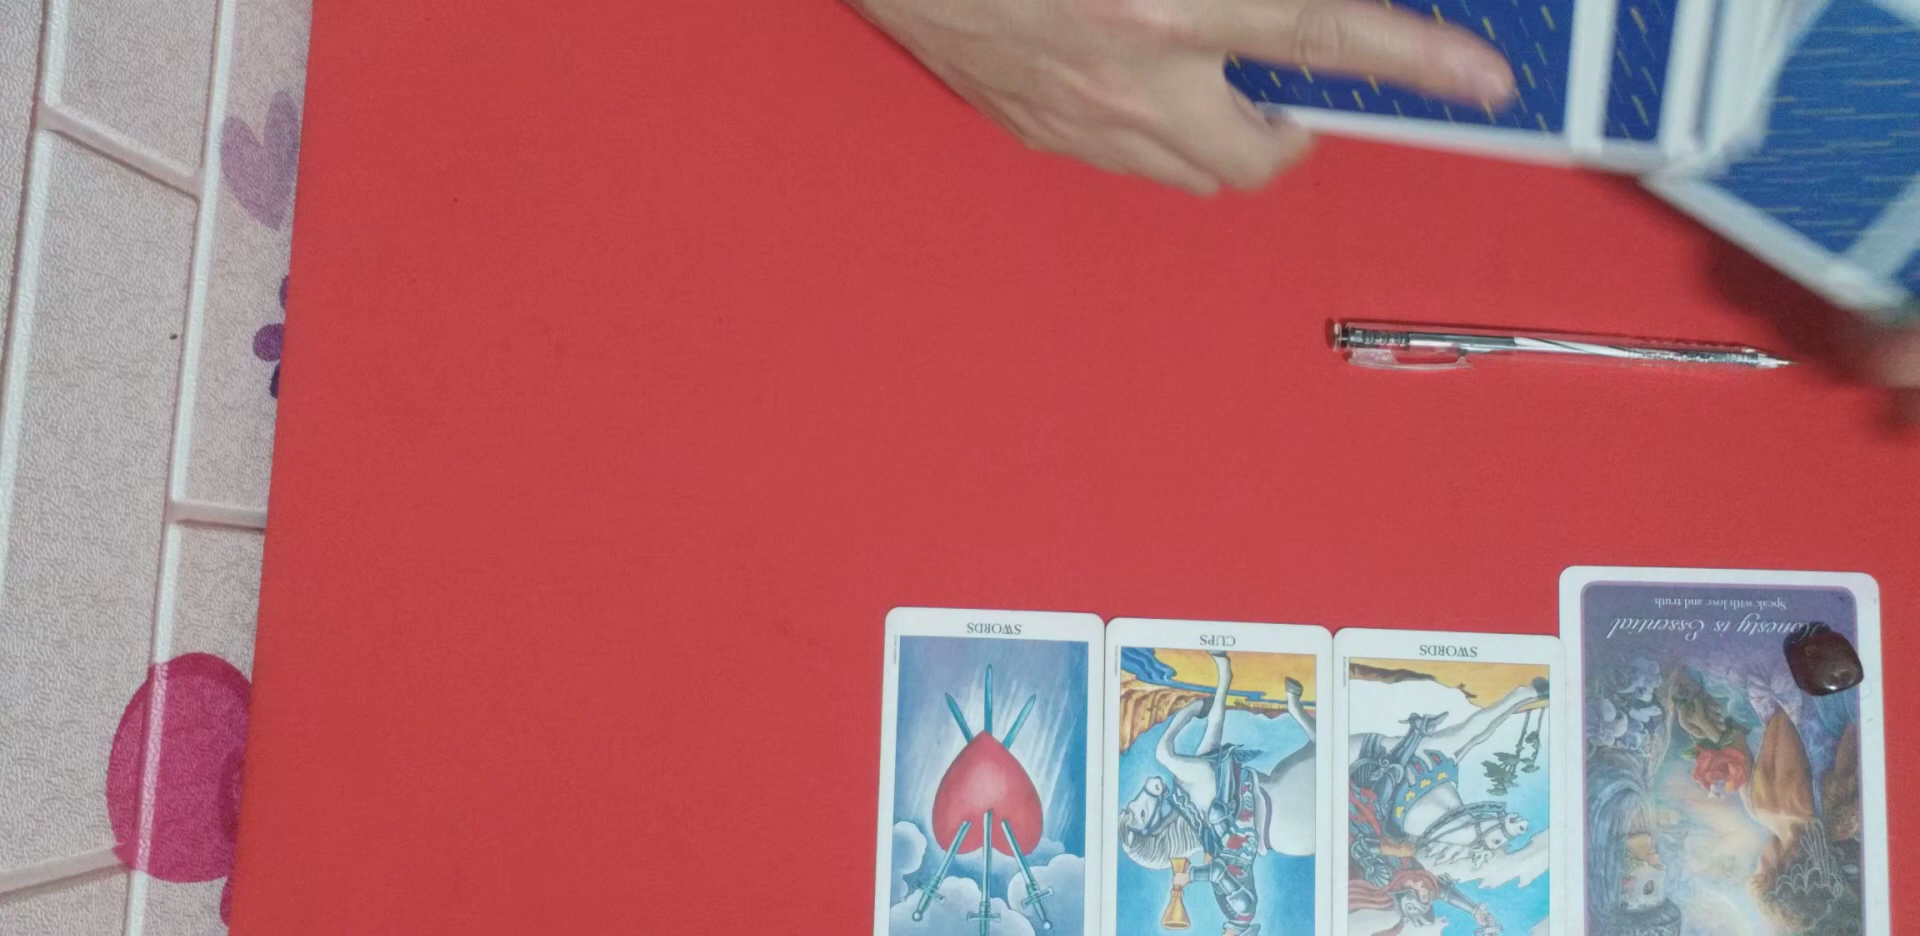 SWORDS
CUPS
SWORDS
Honesty is Essential
Speak with love and truth